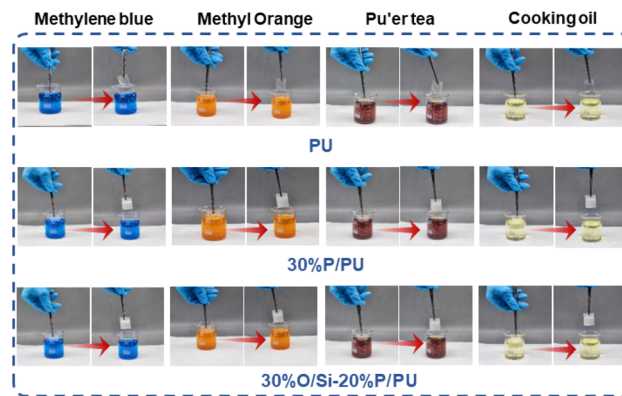 Methylene blue Methyl Orange Pu'er tea Cooking oil
PU
30%P/PU
30%O/Si-20%P/PU